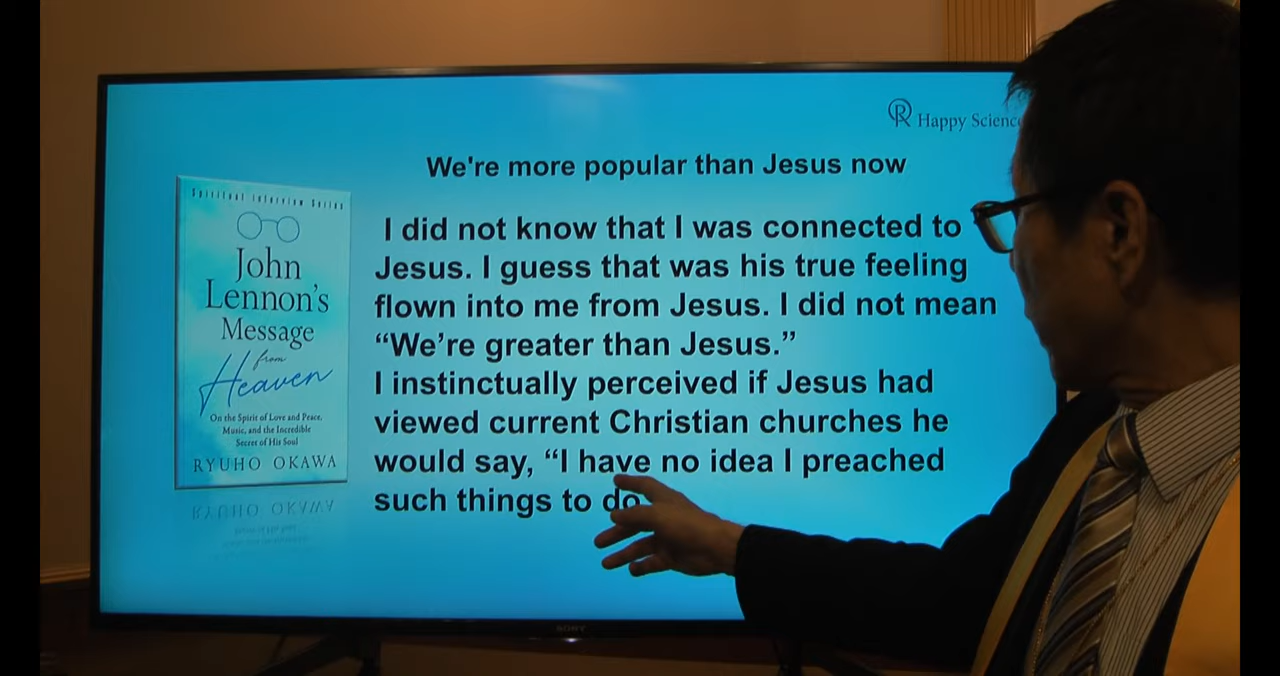 Happy Science
We're more popular than Jesus now
Spiritual Interview Series
John
Lennon's
Message
from
Heaven
On the Spirit of Love and Peace,
Music, and the Incredible
Secret of His Soul
RYUHO OKAWA
I did not know that I was connected to
Jesus. I guess that was his true feeling
flown into me from Jesus. I did not mean
“We’re greater than Jesus.”
I instinctually perceived if Jesus had
viewed current Christian churches he
would say, “I have no idea I preached
such things to do
SONY